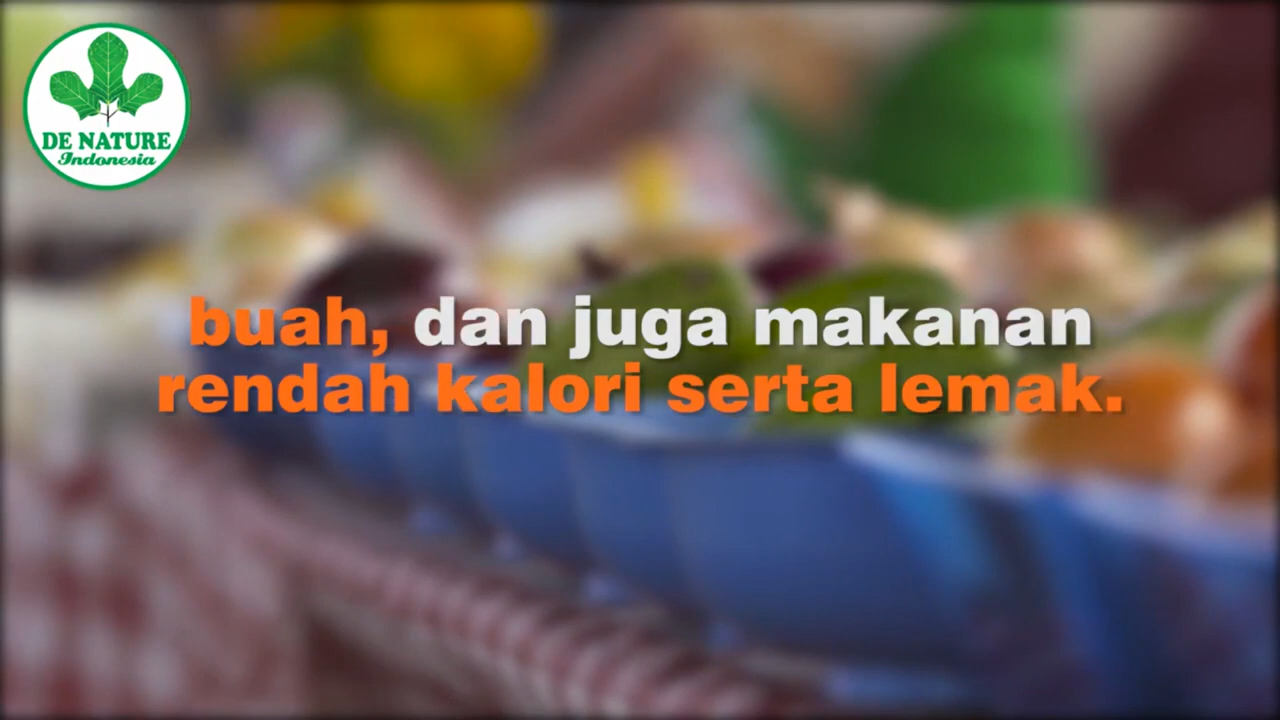 DE NATURE
Indonesia
buah, dan juga makanan
rendah kalori serta lemak.